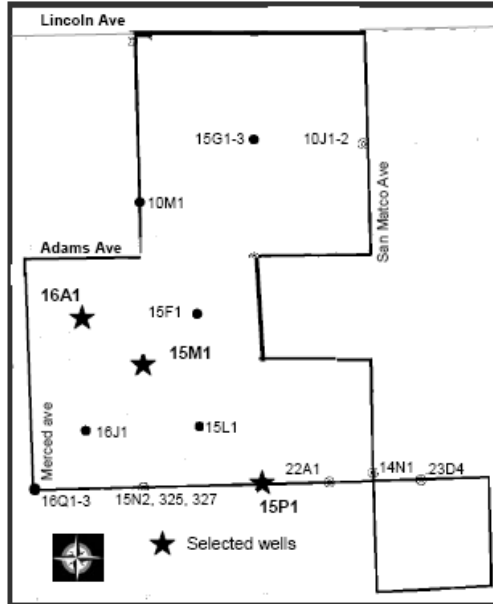 Lincoln Ave
15G1-3
10J1-2
San Matco Ave
10M1
Adams Ave
16A1
15F1
15M1
Merced ave
16J1
15L1
22A1
14N1
23D4
16Q1-3
15N2, 325, 327
15P1
Selected wells